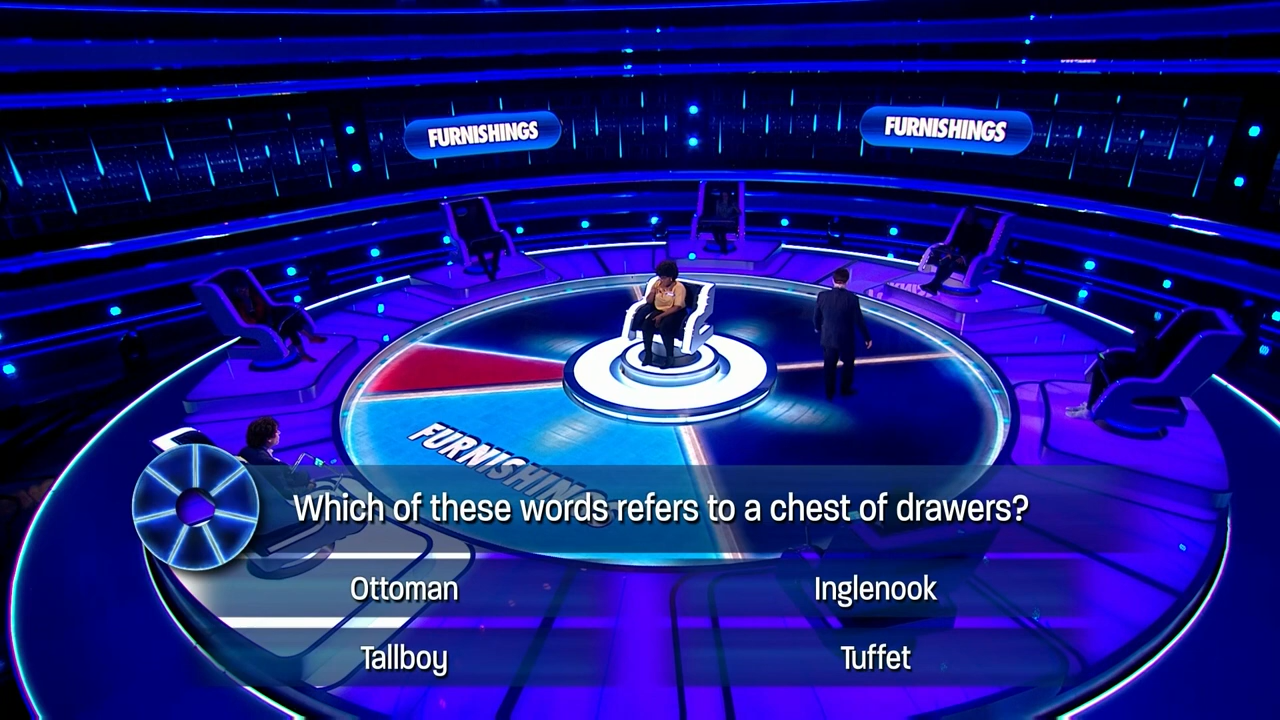 FURNISHINGS
FURNISHINGS
FURNISHINGS
Which of these words refers to a chest of drawers?
Ottoman
Inglenook
Tallboy
Tuffet